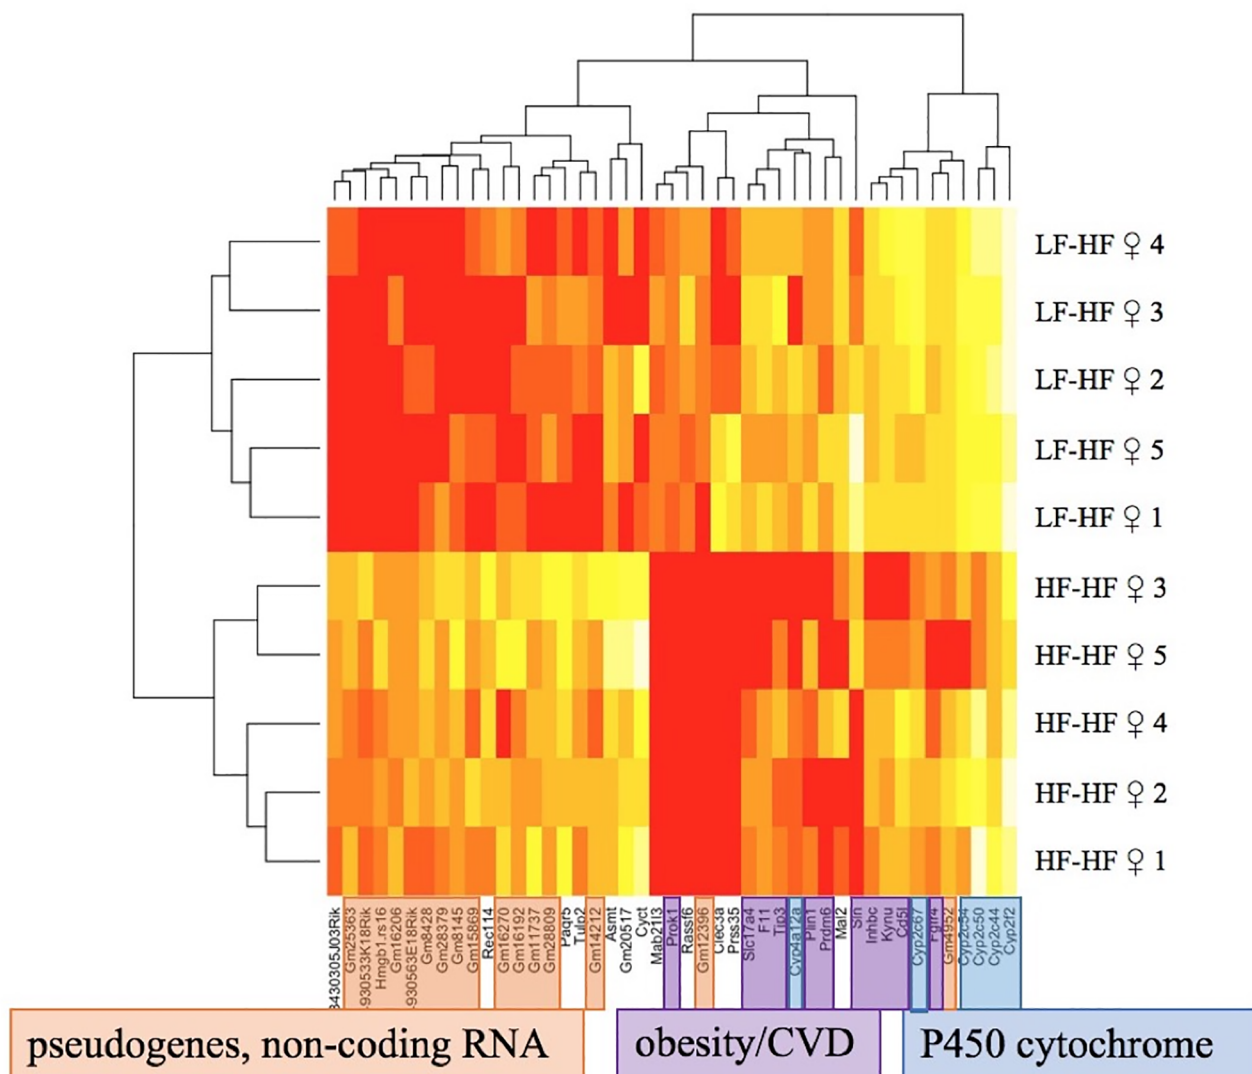 LF-HF ♀ 4
LF-HF ♀ 3
LF-HF ♀ 2
LF-HF ♀ 5
LF-HF ♀ 1
HF-HF ♀ 3
HF-HF ♀ 5
HF-HF ♀ 4
HF-HF ♀ 2
HF-HF ♀ 1
Gm25363
Hmgb1.rs16
Gm16206
Gm8428
Gm28379
Gm8145
Gm15869
Rec114
Gm16270
Gm16192
Gm11737
Gm28809
Paqr5
Tulp2
Gm14212
Asmt
Gm20517
Cyct
Mab21l3
Prok1
Rassf6
Gm12396
Clec3a
Prss35
Slc17a4
F11
Cyp4a12a
Plin1
Prdm6
Mal2
Inhbc
Kynu
Cd5l
Cyp2c67
Fgfr4
Gm4952
Cyp2c54
Cyp2c50
Cyp2c44
Cyp2f2
pseudogenes, non-coding RNA
obesity/CVD
P450 cytochrome